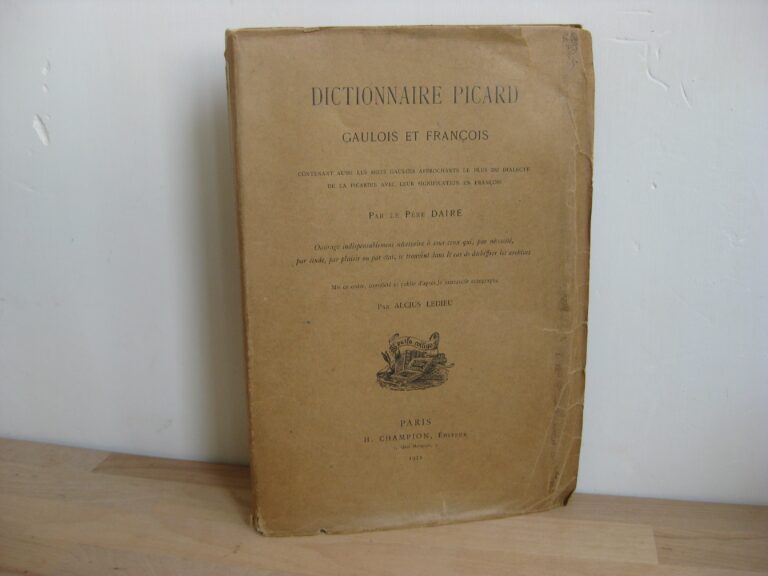 DICTIONNAIRE PICARD
GAULOIS ET FRANÇOIS
CONTENANT AUSSI LES MOTS GAULOIS APPROCHANTS LE PLUS DU DIALECTE
DE LA PICARDIE AVEC LEUR SIGNIFICATION EN FRANÇOIS
PAR LE PÈRE DAIRE
Ouvrage indispensablement nécessaire à tous ceux qui, par nécessité,
par étude, par plaisir ou par état, se trouvent dans le cas de déchiffrer les archives
Mis en ordre, complété et publié d'après le manuscrit autographe
PAR ALCIUS LEDIEU
PARIS
H. CHAMPION, ÉDITEUR